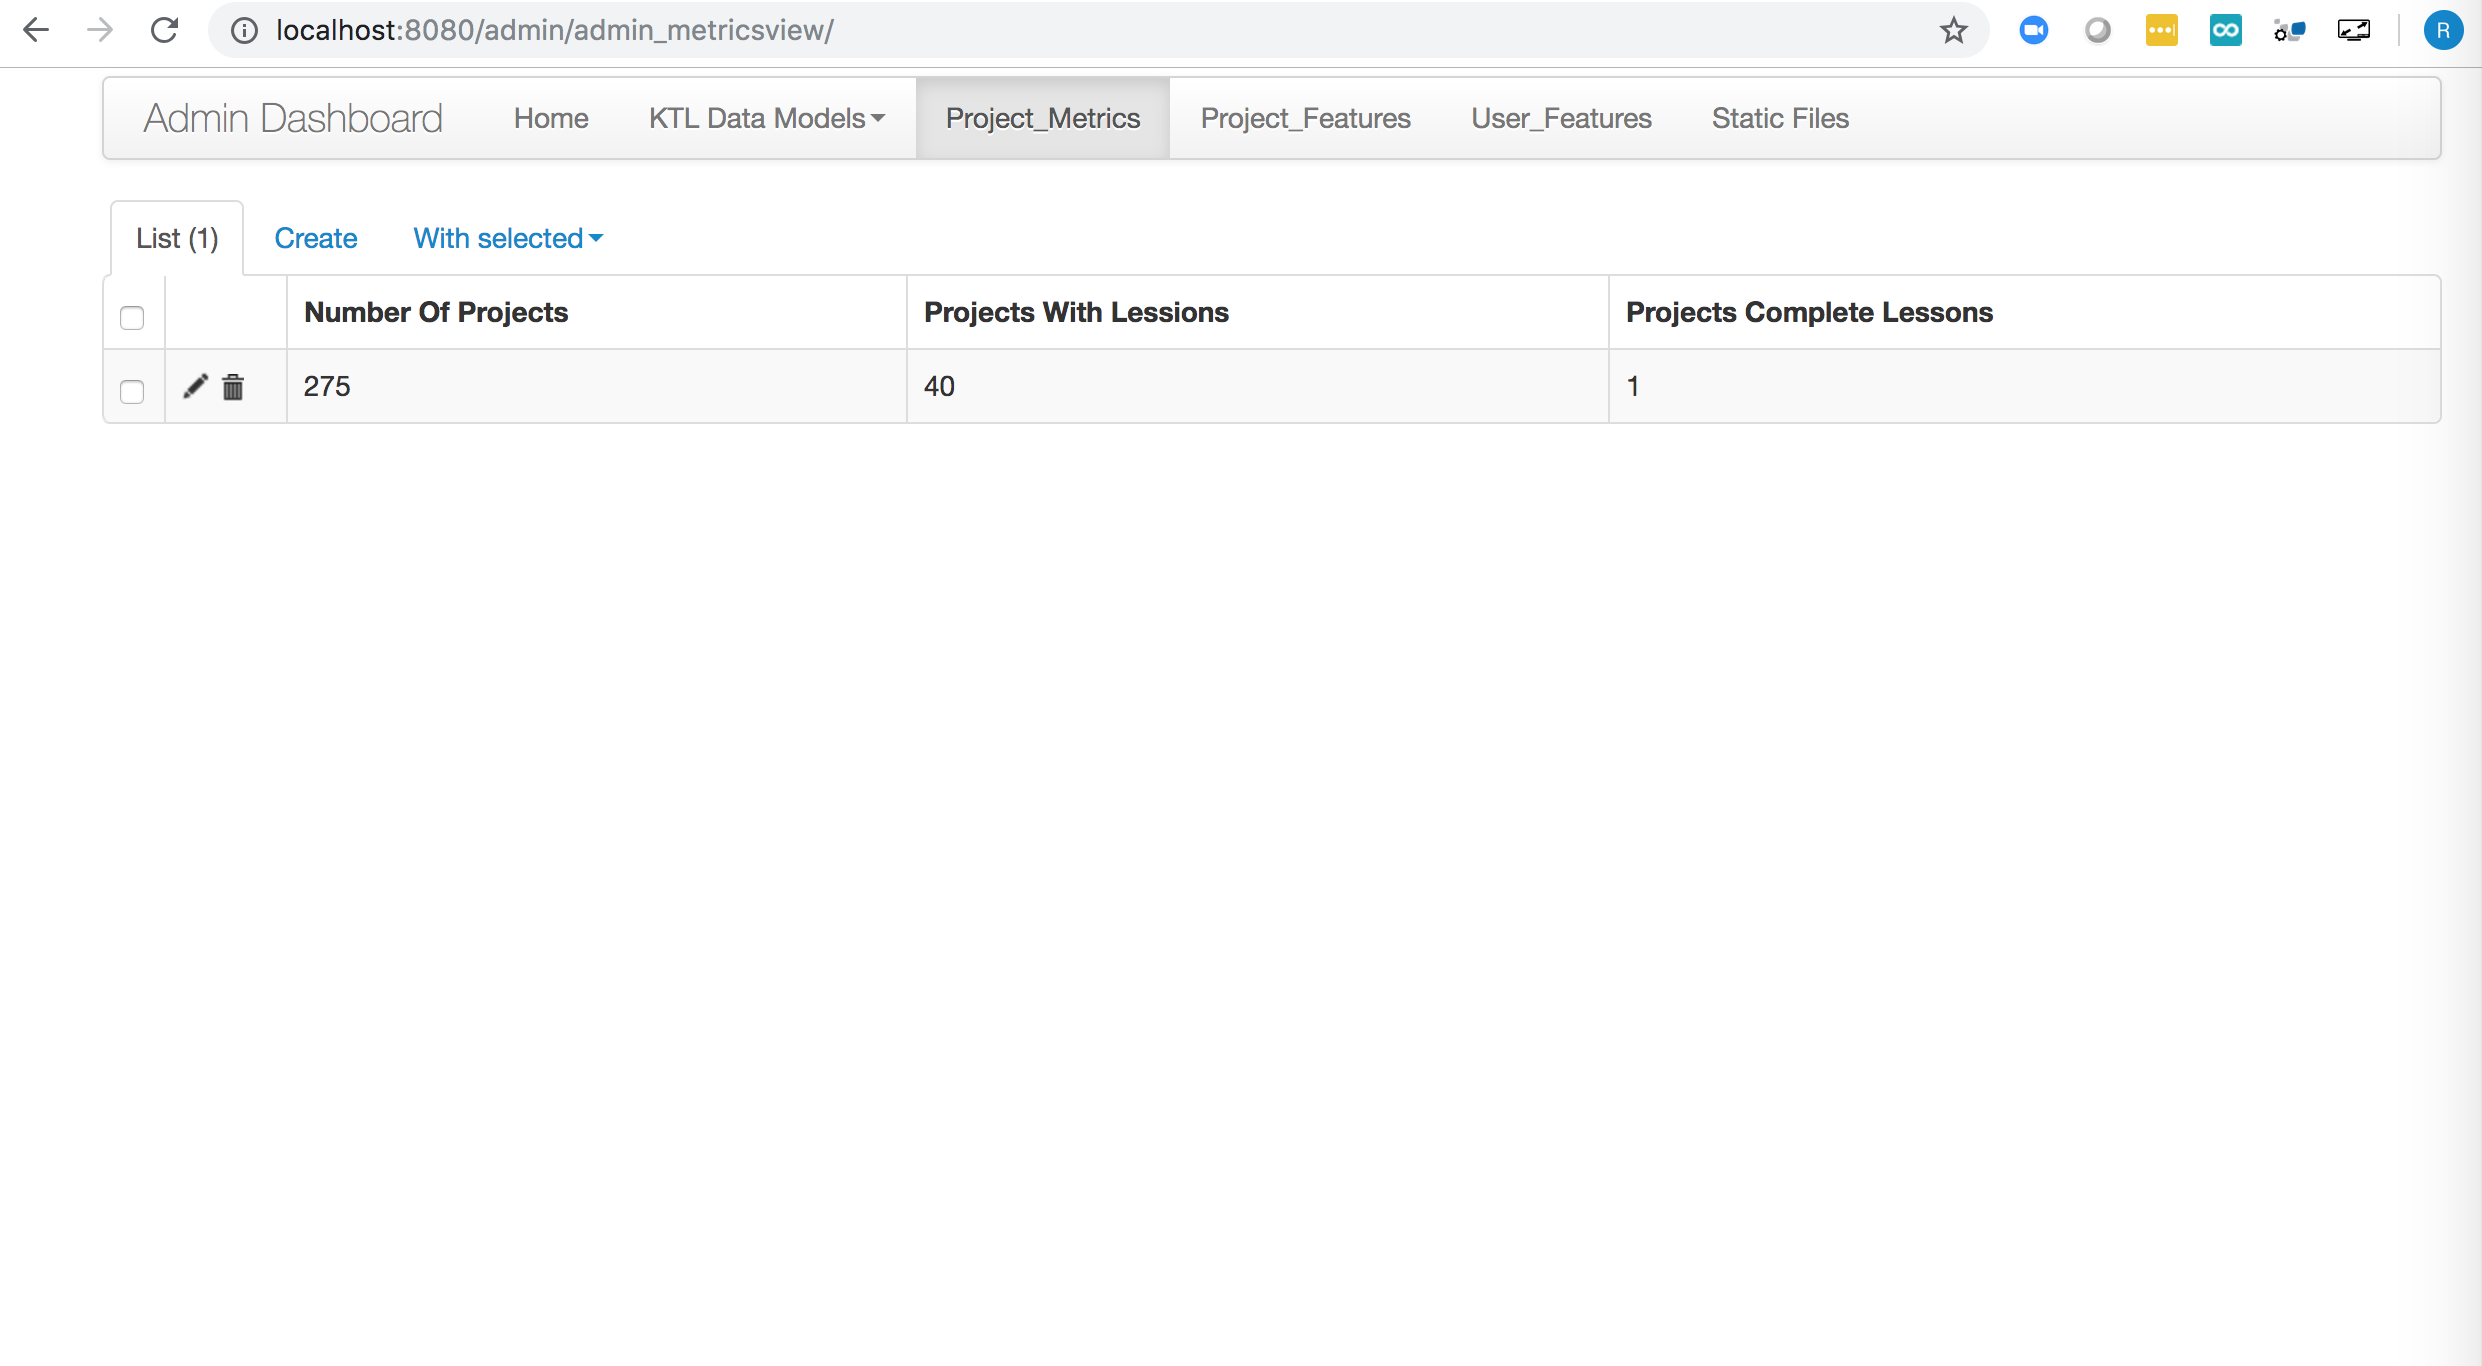 localhost:8080/admin/admin_metricsview/
R
Admin Dashboard Home KTL Data Models Project_Metrics Project_Features User_Features Static Files
List (1) Create With selected
Number Of Projects Projects With Lessions Projects Complete Lessons
275 40 1